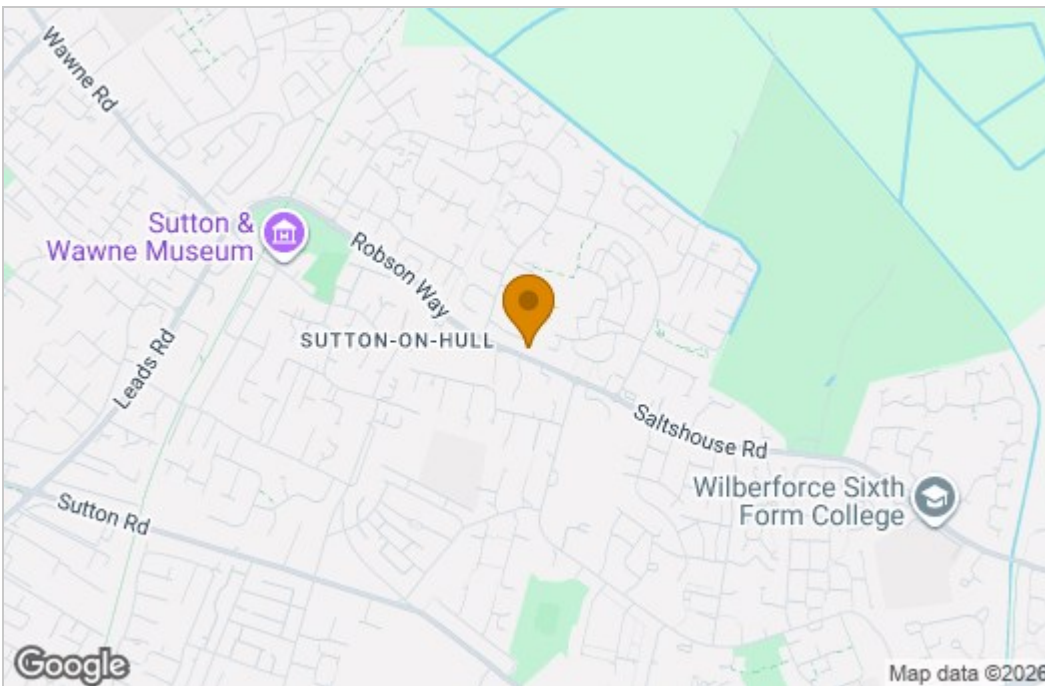 Wawne Rd
Sutton &
Wawne Museum
Robson Way
SUTTON-ON-HULL
Leads Rd
Saltshouse Rd
Wilberforce Sixth
Form College
Sutton Rd
Google
Map data ©2026